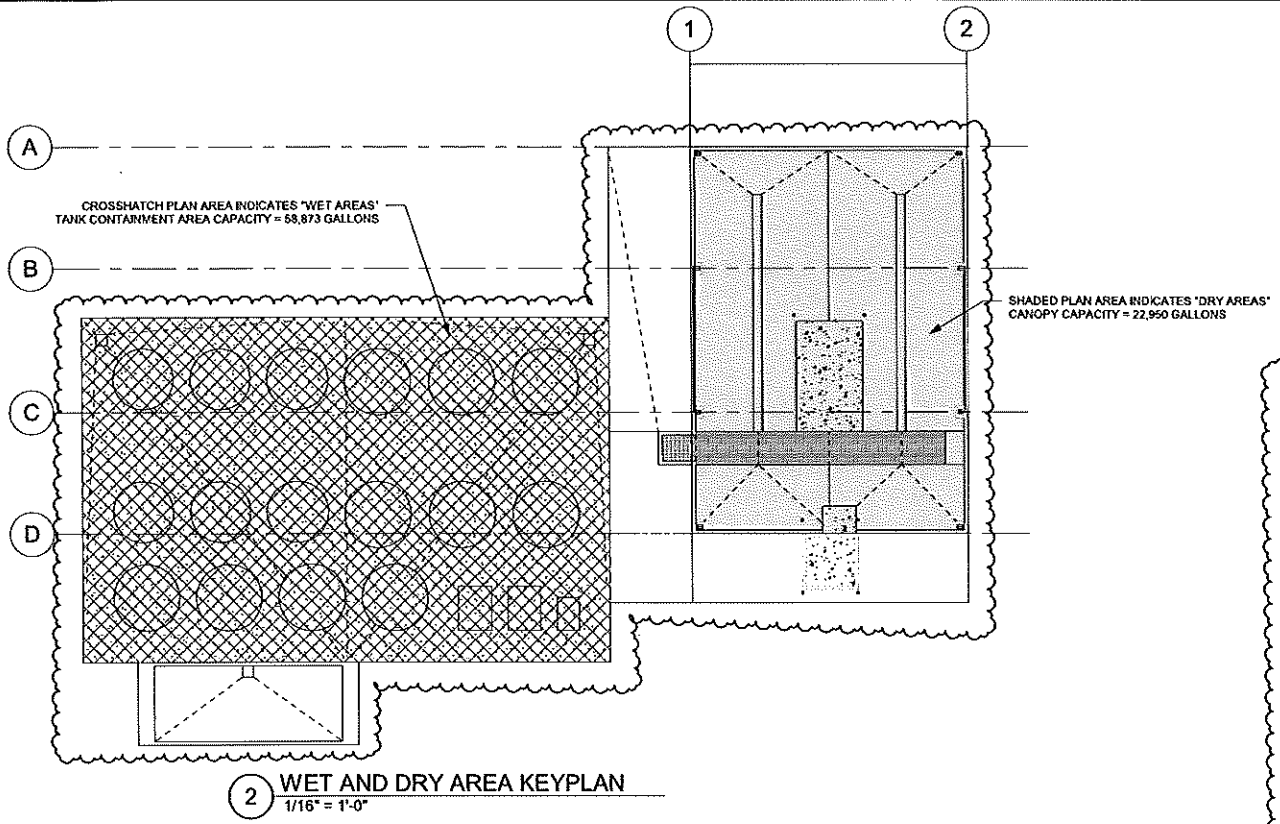 1
2
A
CROSSHATCH PLAN AREA INDICATES "WET AREAS"
TANK CONTAINMENT AREA CAPACITY = 58,873 GALLONS
B
SHADED PLAN AREA INDICATES "DRY AREAS"
CANOPY CAPACITY = 22,950 GALLONS
C
D
2 WET AND DRY AREA KEYPLAN
1/16" = 1'-0"